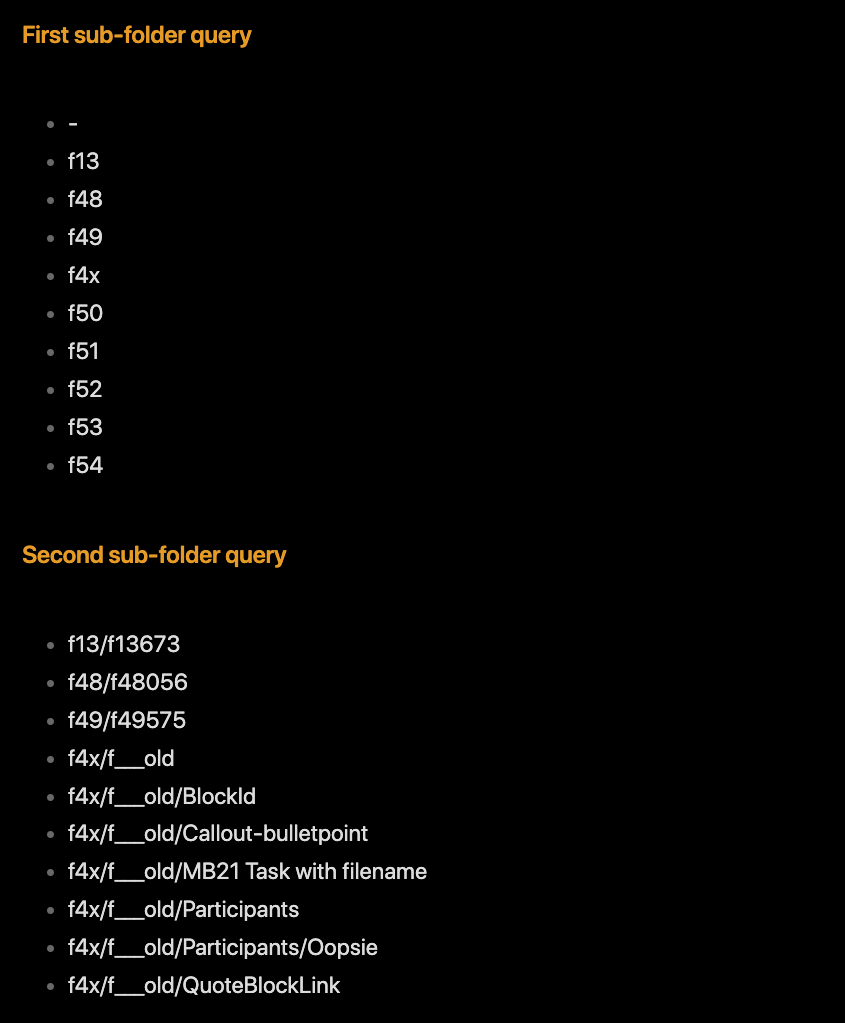 First sub-folder query
-
f13
f48
f49
f4x
f50
f51
f52
f53
f54
Second sub-folder query
f13/f13673
f48/f48056
f49/f49575
f4x/f___old
f4x/f___old/BlockId
f4x/f___old/Callout-bulletpoint
f4x/f___old/MB21 Task with filename
f4x/f___old/Participants
f4x/f___old/Participants/Oopsie
f4x/f___old/QuoteBlockLink